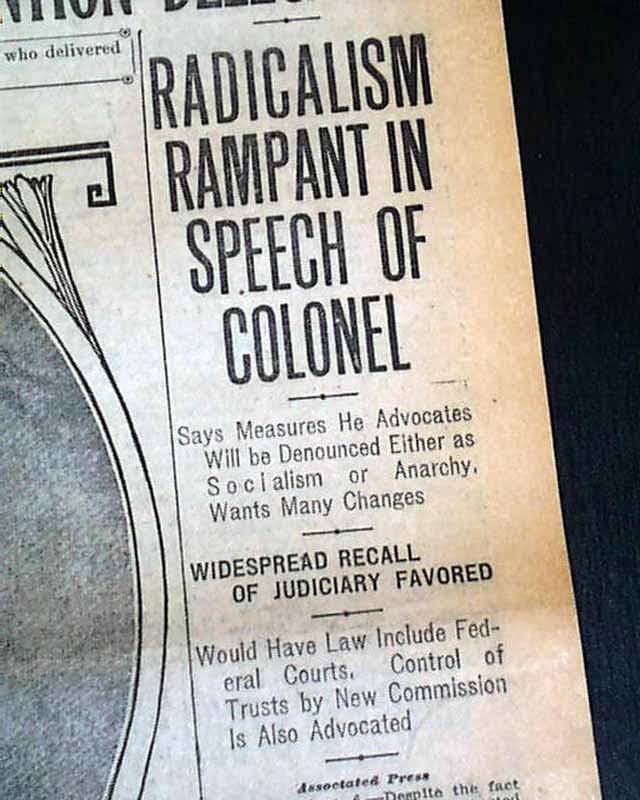 who delivered
RADICALISM
RAMPANT IN
SPEECH OF
COLONEL
Says Measures He Advocates
Will be Denounced Either as
Socialism or Anarchy.
Wants Many Changes
WIDESPREAD RECALL
OF JUDICIARY FAVORED
Would Have Law Include Fed-
eral Courts. Control of
Trusts by New Commission
Is Also Advocated
Associated Press
Despite the fact